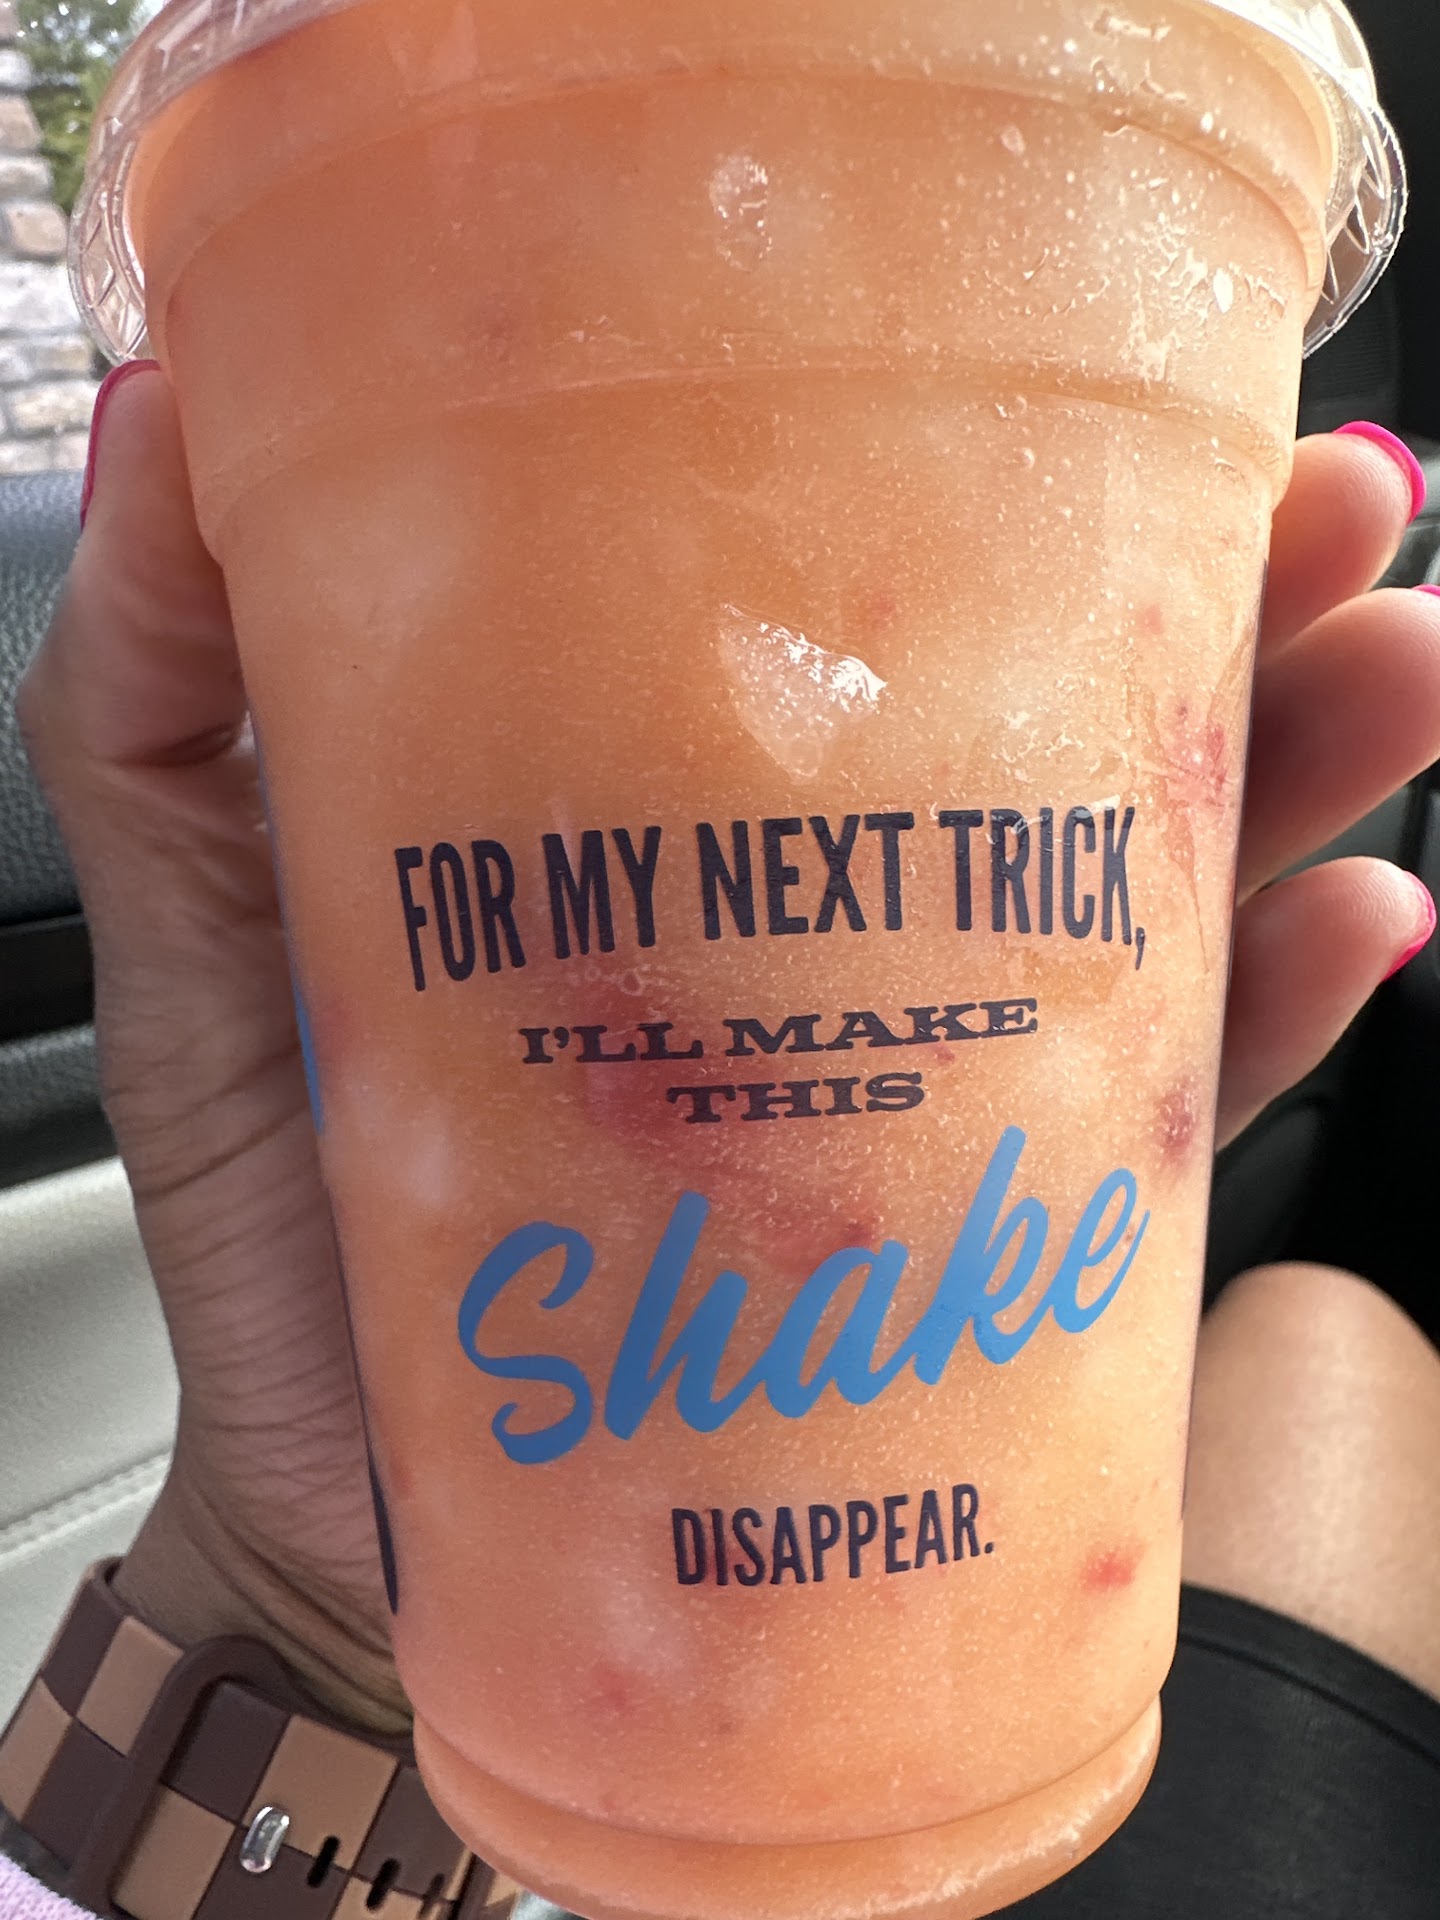 FOR MY NEXT TRICK,
I'LL MAKE
THIS
Shake
DISAPPEAR.